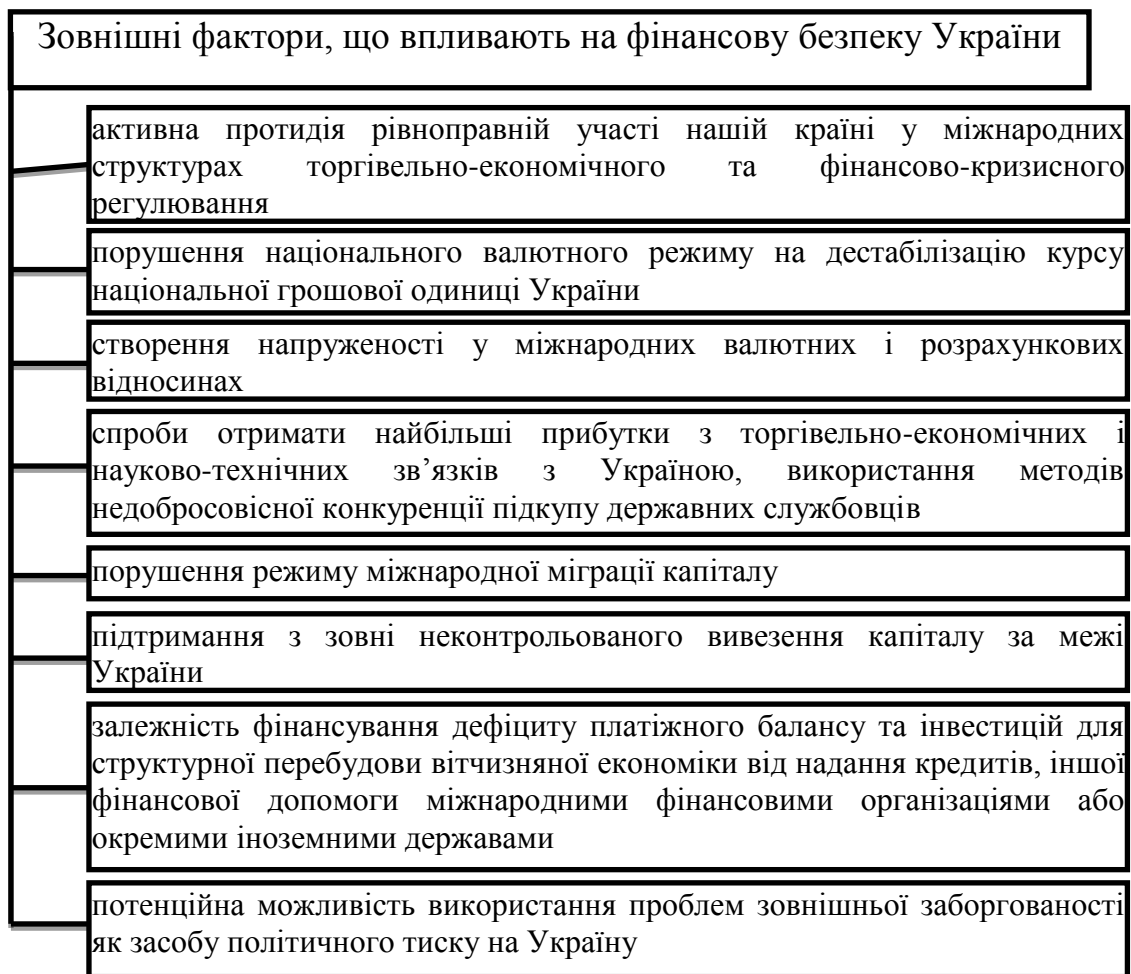 Зовнішні фактори, що впливають на фінансову безпеку України
активна протидія рівноправній участі нашій країні у міжнародних
структурах торгівельно-економічного та фінансово-кризисного
регулювання
порушення національного валютного режиму на дестабілізацію курсу
національної грошової одиниці України
створення напруженості у міжнародних валютних і розрахункових
відносинах
спроби отримати найбільші прибутки з торгівельно-економічних і
науково-технічних зв’язків з Україною, використання методів
недобросовісної конкуренції підкупу державних службовців
порушення режиму міжнародної міграції капіталу
підтримання з зовні неконтрольованого вивезення капіталу за межі
України
залежність фінансування дефіциту платіжного балансу та інвестицій для
структурної перебудови вітчизняної економіки від надання кредитів, іншої
фінансової допомоги міжнародними фінансовими організаціями або
окремими іноземними державами
потенційна можливість використання проблем зовнішньої заборгованості
як засобу політичного тиску на Україну